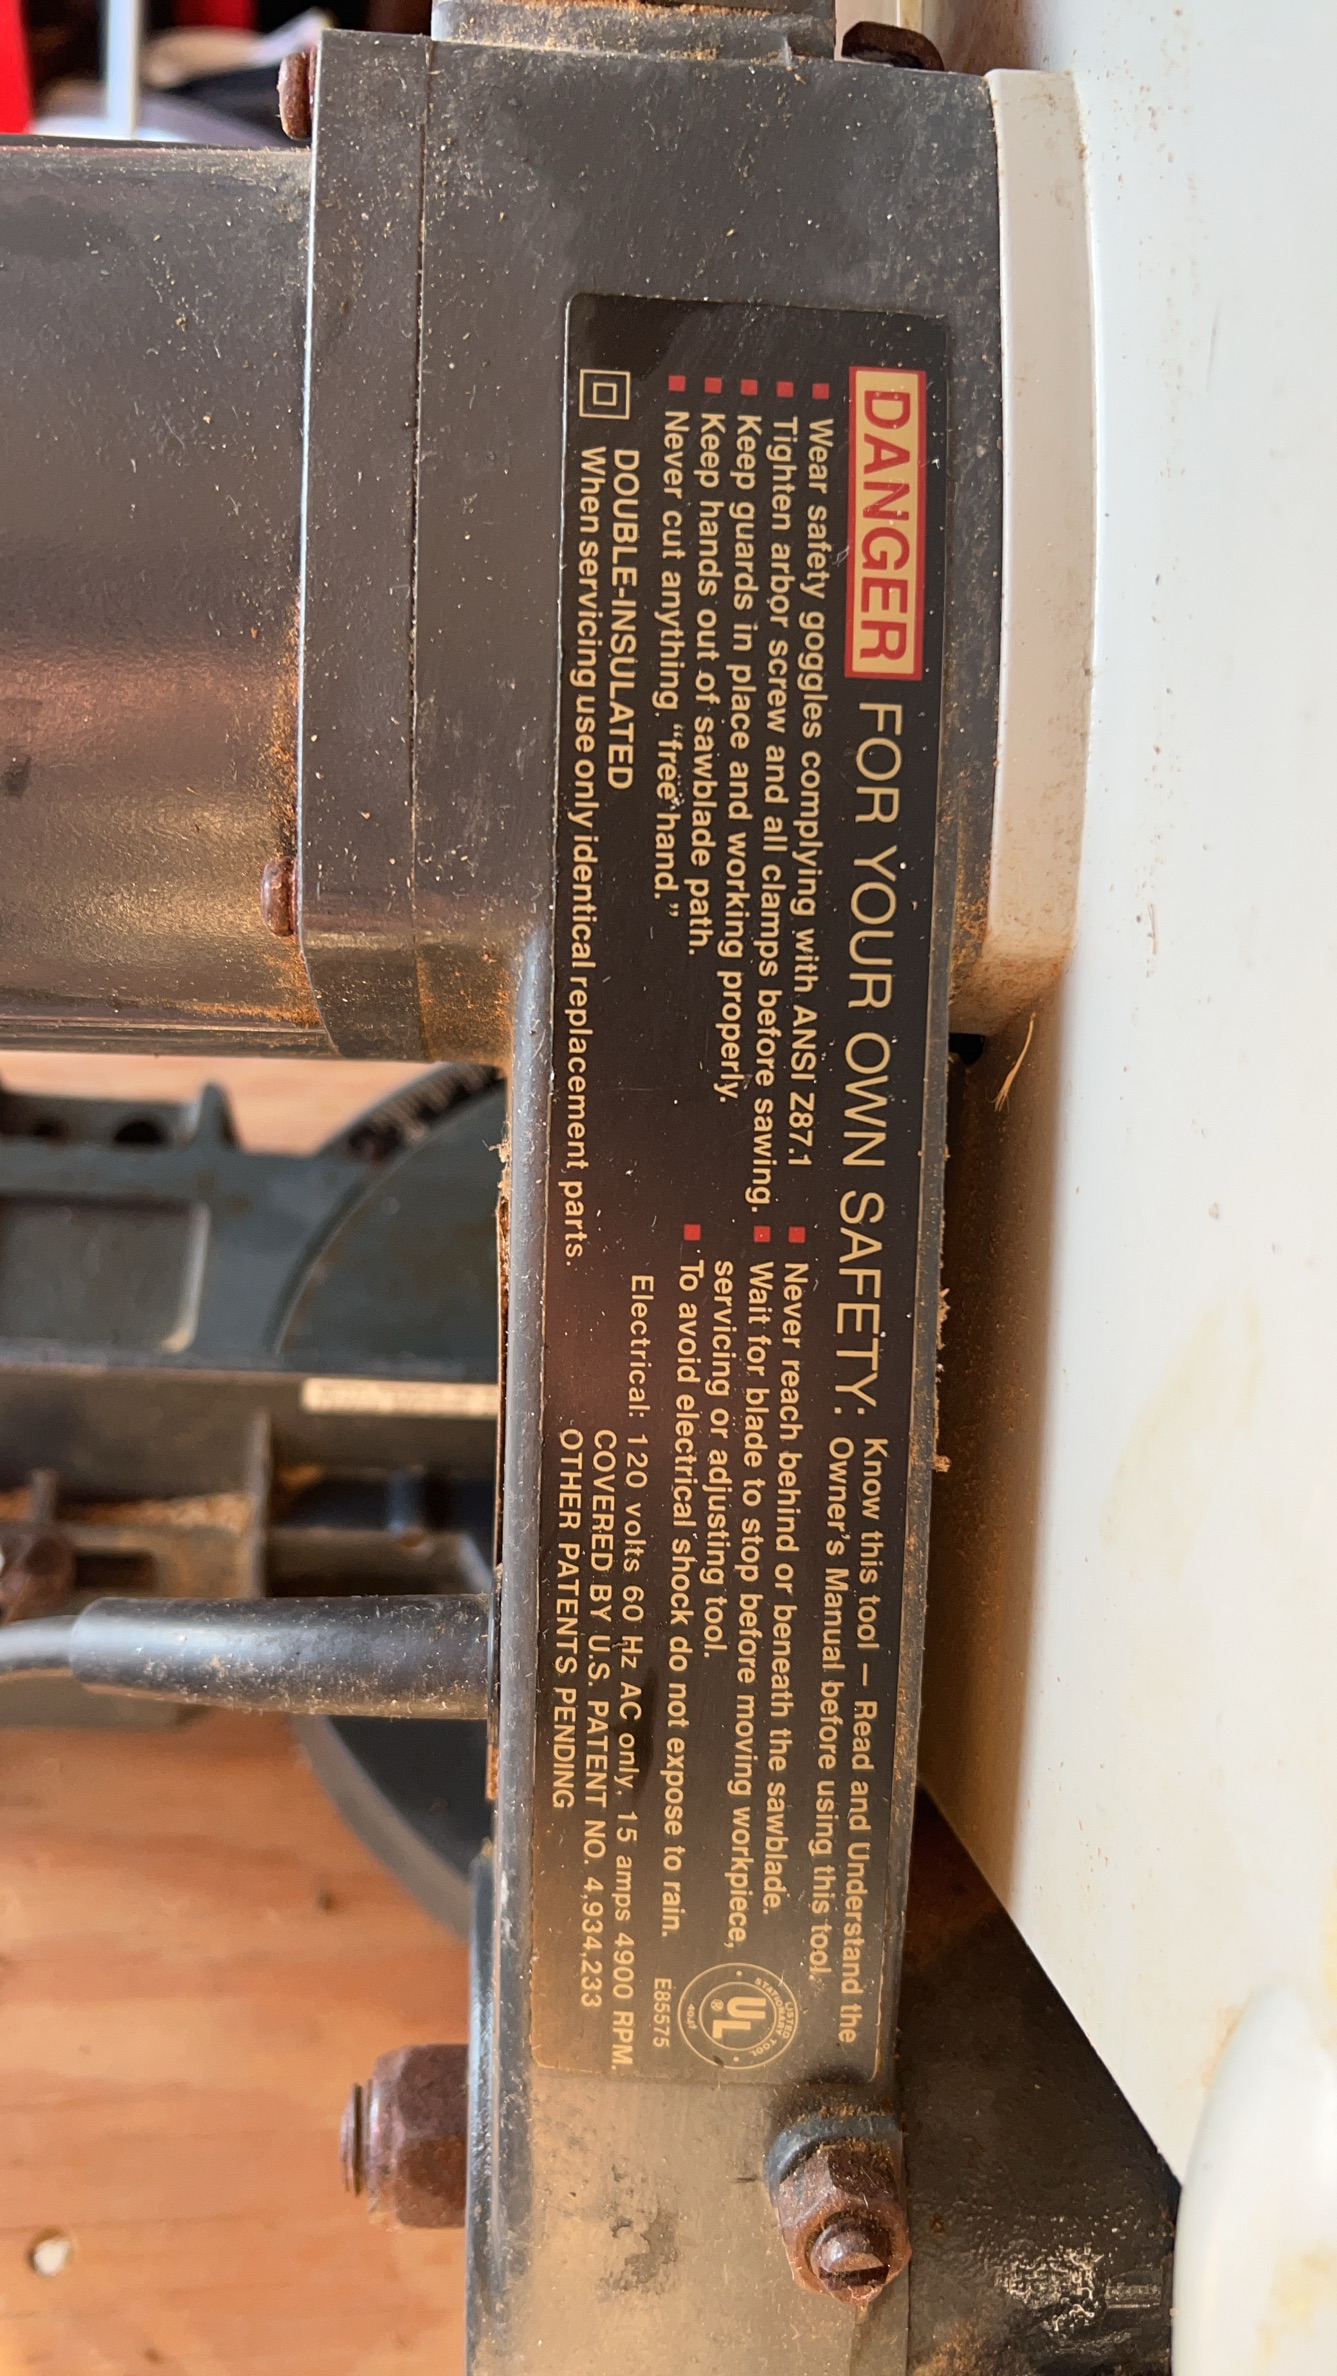 DANGER FOR YOUR OWN SAFETY: Know this tool – Read and Understand the
Owner's Manual before using this tool.
▪ Wear safety goggles complying with ANSI Z87.1
▪ Tighten arbor screw and all clamps before sawing.
▪ Keep guards in place and working properly.
▪ Keep hands out of sawblade path.
▪ Never cut anything "free hand."
▪ Never reach behind or beneath the sawblade.
▪ Wait for blade to stop before moving workpiece,
servicing or adjusting tool.
▪ To avoid electrical shock do not expose to rain.
DOUBLE-INSULATED
When servicing use only identical replacement parts.
Electrical: 120 volts 60 Hz AC only, 15 amps 4900 RPM.
COVERED BY U.S. PATENT NO. 4,934,233
OTHER PATENTS PENDING
LISTED
STATIONARY TOOL
UL ®
E85575